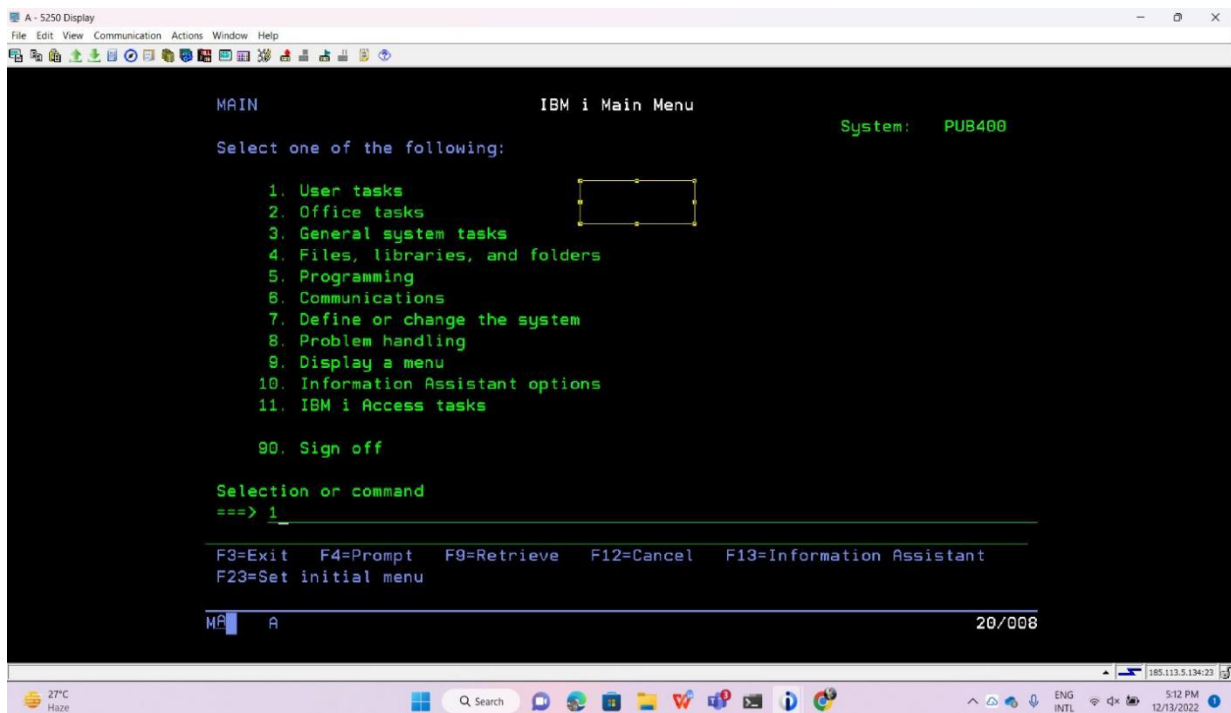 A - 5250 Display
File Edit View Communication Actions Window Help
MAIN IBM i Main Menu
System: PUB400
Select one of the following:
1. User tasks
2. Office tasks
3. General system tasks
4. Files, libraries, and folders
5. Programming
6. Communications
7. Define or change the system
8. Problem handling
9. Display a menu
10. Information Assistant options
11. IBM i Access tasks
90. Sign off
Selection or command
===> 1
F3=Exit F4=Prompt F9=Retrieve F12=Cancel F13=Information Assistant
F23=Set initial menu
MA A 20/008
185.113.5.134:23
27°C Search ENG 5:12 PM
Haze INTL 12/13/2022 1